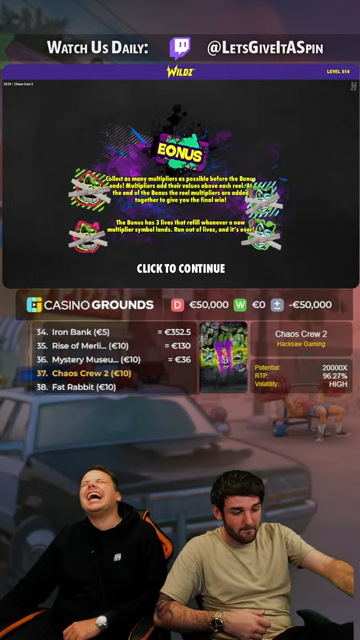 WATCH US DAILY: @LETSGIVEITASPIN
WILDZ
LEVEL 514
Chaos Crew 2
BONUS
Collect as many multipliers as possible before the Bonus
ends! Multipliers add their values above each reel. At
the end of the Bonus the reel multipliers are added
together to give you the final win!
The Bonus has 3 lives that refill whenever a new
multiplier symbol lands. Run out of lives, and it's over!
CLICK TO CONTINUE
CASINO GROUNDS D €50,000 W €0 ± -€50,000
34. Iron Bank (€5) = €352.5
35. Rise of Merli... (€10) = €130
36. Mystery Museu... (€10) = €36
37. Chaos Crew 2 (€10)
38. Fat Rabbit (€10)
Chaos Crew 2
Hacksaw Gaming
Potential: 20000X
RTP: 96.27%
Volatility: HIGH